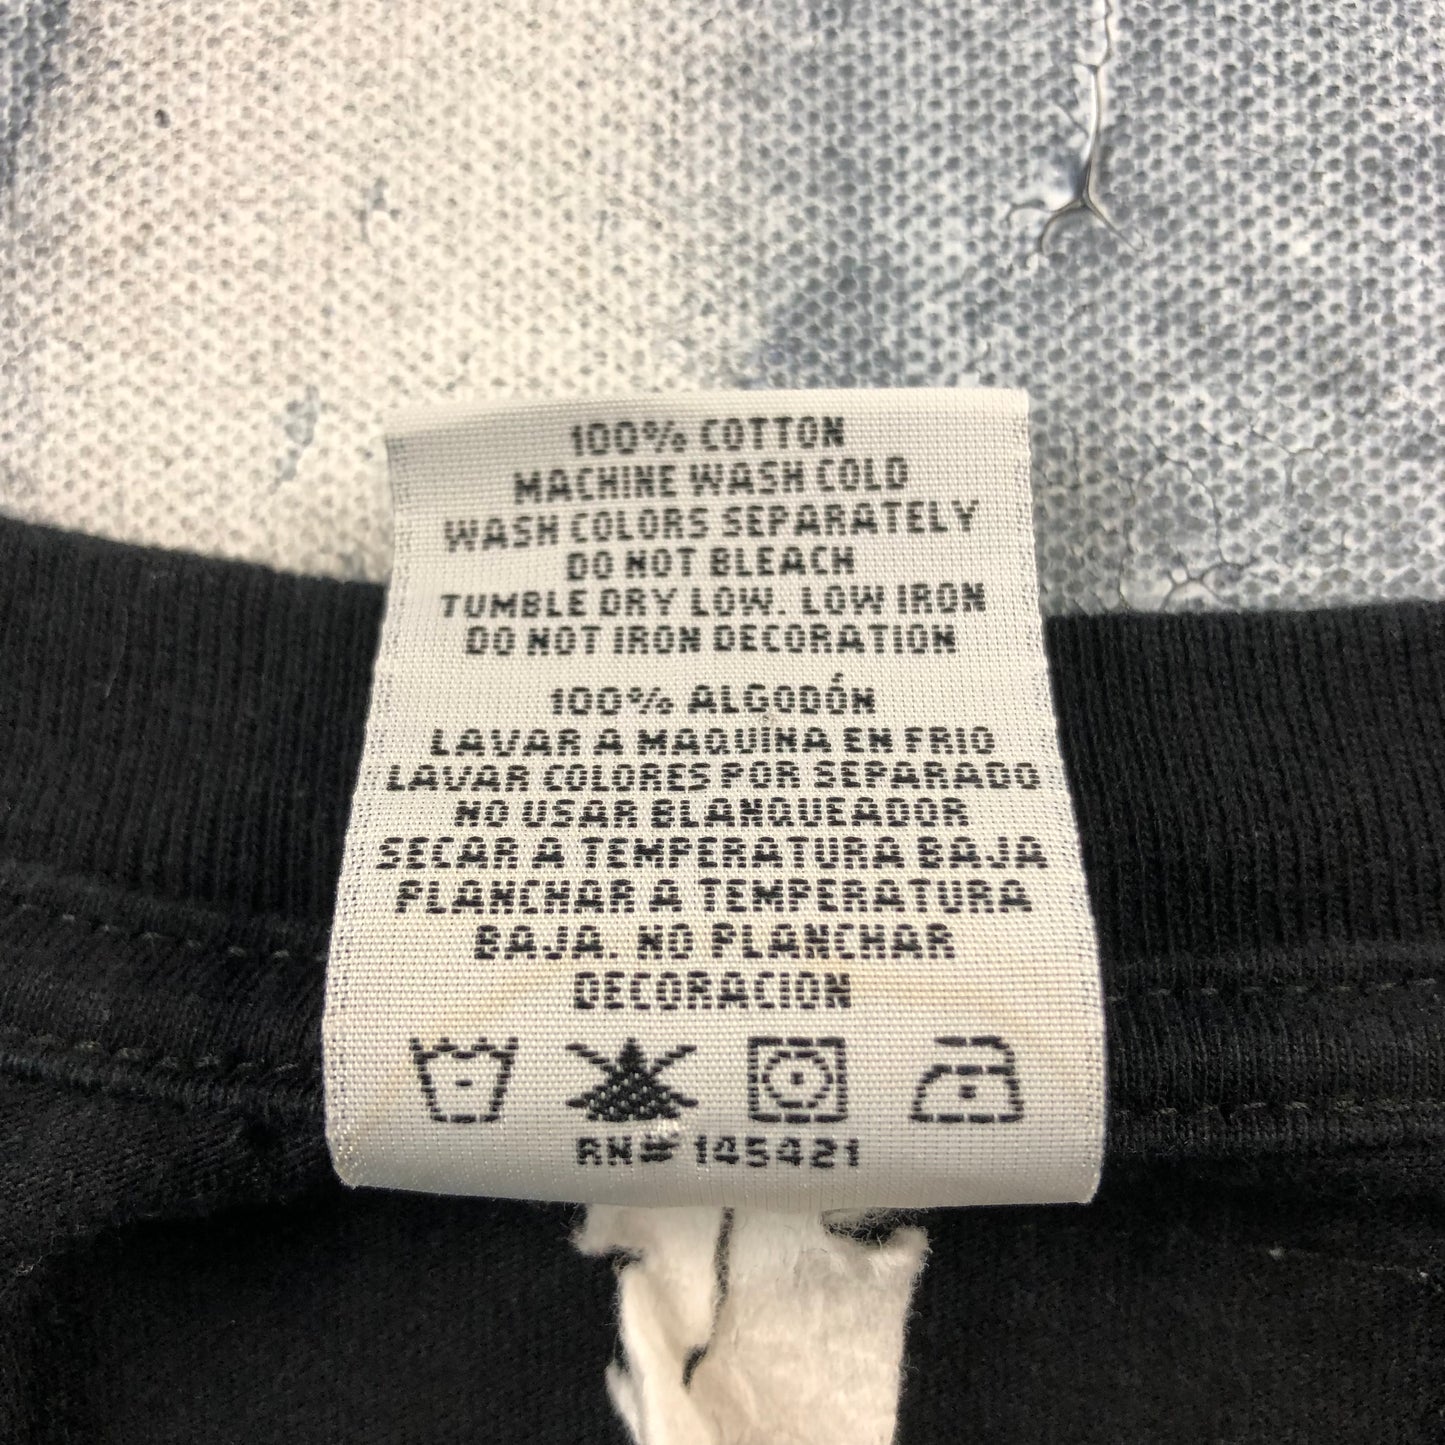 100% COTTON
MACHINE WASH COLD
WASH COLORS SEPARATELY
DO NOT BLEACH
TUMBLE DRY LOW. LOW IRON
DO NOT IRON DECORATION
100% ALGODÓN
LAVAR A MAQUÍNA EN FRIO
LAVAR COLORES POR SEPARADO
NO USAR BLANQUEADOR
SECAR A TEMPERATURA BAJA
PLANCHAR A TEMPERATURA
BAJA. NO PLANCHAR
DECORACION
RN# 145421